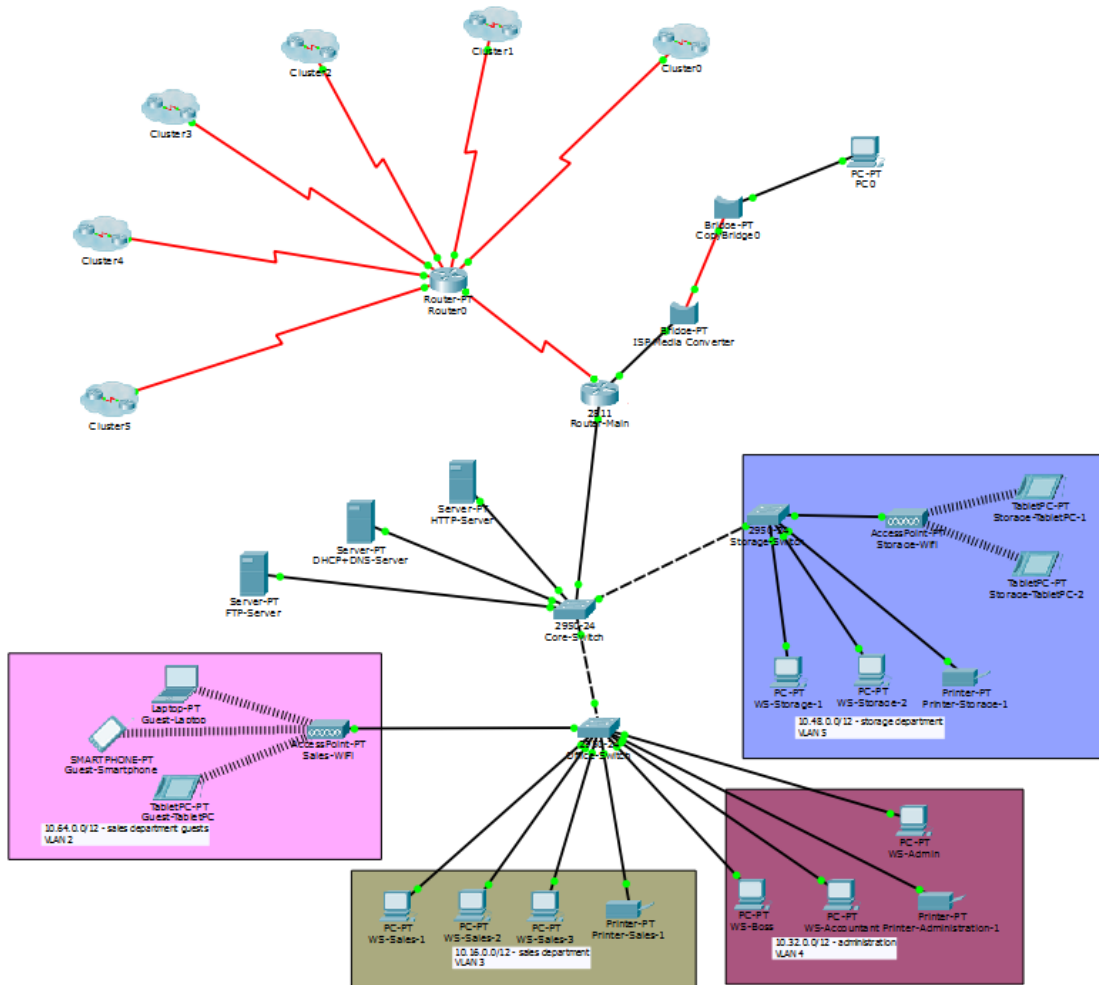 Cluster1
Cluster2
Cluster0
Cluster3
Cluster4
Cluster5
Router-PT
Router0
PC-PT
PC0
Bridge-PT
CopyBridge0
Bridge-PT
ISP Media Converter
2811
Router-Main
Server-PT
HTTP-Server
Server-PT
DHCP+DNS-Server
Server-PT
FTP-Server
2950-24
Core-Switch
2950-24
Storage-Switch
AccessPoint-PT
Storage-Wifi
TabletPC-PT
Storage-TabletPC-1
TabletPC-PT
Storage-TabletPC-2
PC-PT
WS-Storage-1
PC-PT
WS-Storage-2
Printer-PT
Printer-Storage-1
10.48.0.0/12 - storage department
VLAN 5
Laptop-PT
Guest-Laptop
SMARTPHONE-PT
Guest-Smartphone
TabletPC-PT
Guest-TabletPC
AccessPoint-PT
Sales-WiFi
10.64.0.0/12 - sales department guests
VLAN 2
2950-24
Office-Switch
PC-PT
WS-Sales-1
PC-PT
WS-Sales-2
PC-PT
WS-Sales-3
Printer-PT
Printer-Sales-1
10.16.0.0/12 - sales department
VLAN 3
PC-PT
WS-Admin
PC-PT
WS-Boss
PC-PT
WS-Accountant
Printer-PT
Printer-Administration-1
10.32.0.0/12 - administration
VLAN 4